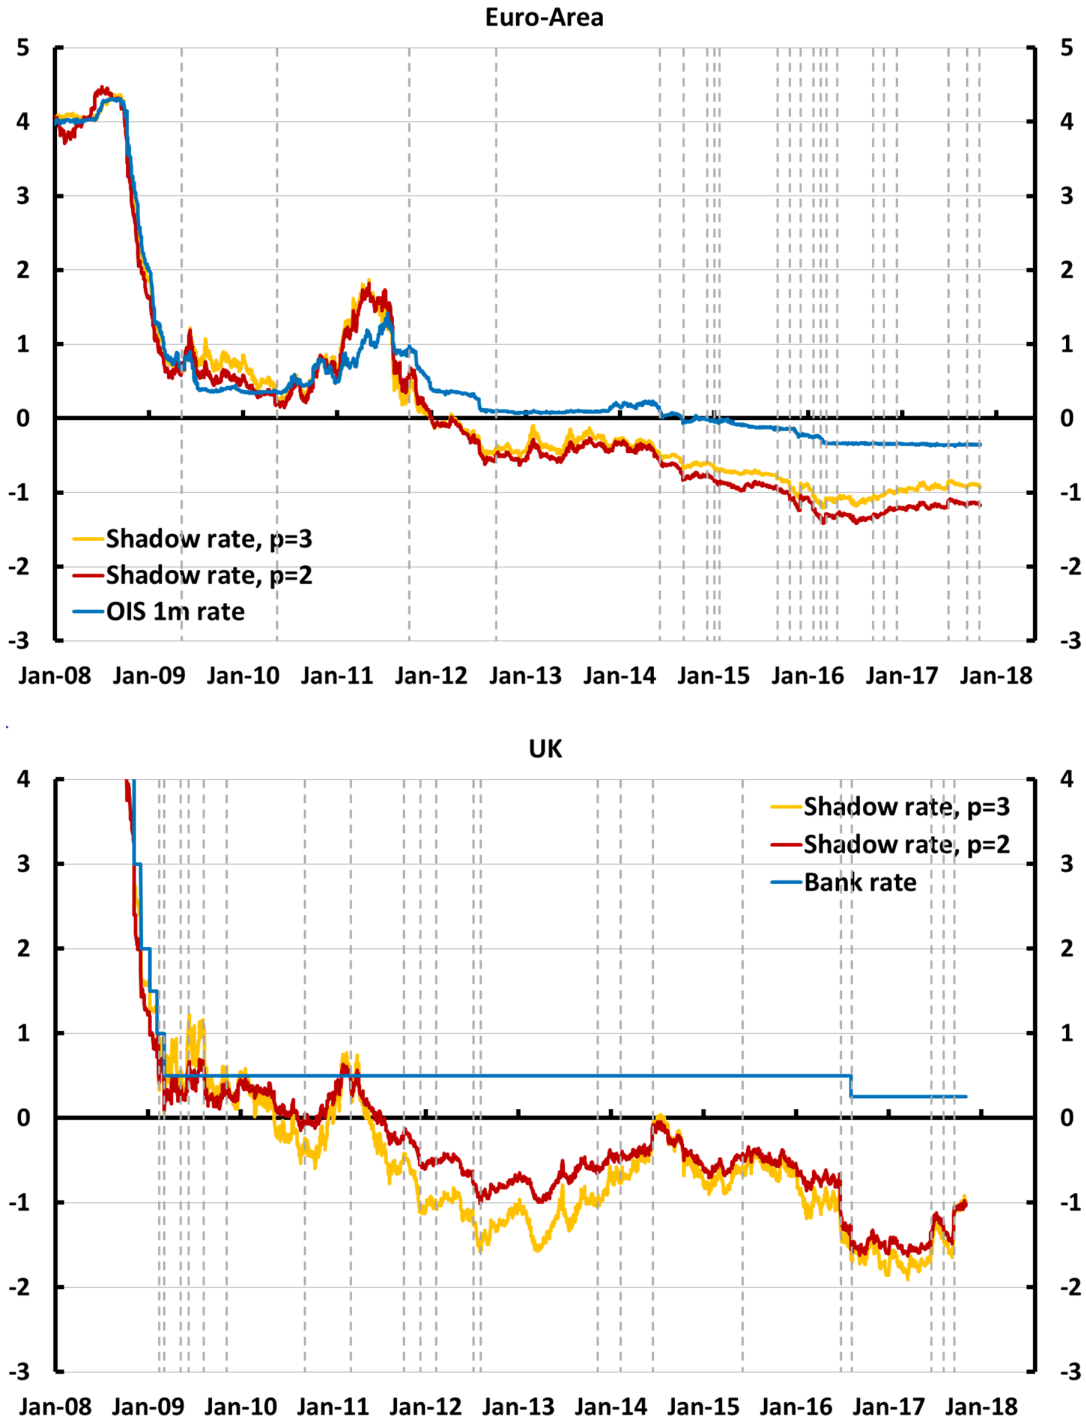 Euro-Area
5 5
4 4
3 3
2 2
1 1
0 0
-1 -1
Shadow rate, p=3
Shadow rate, p=2
-2 -2
OIS 1m rate
-3 -3
Jan-08 Jan-09 Jan-10 Jan-11 Jan-12 Jan-13 Jan-14 Jan-15 Jan-16 Jan-17 Jan-18
UK
4 4
Shadow rate, p=3
Shadow rate, p=2
3 3
Bank rate
2 2
1 1
0 0
-1 -1
-2 -2
-3 -3
Jan-08 Jan-09 Jan-10 Jan-11 Jan-12 Jan-13 Jan-14 Jan-15 Jan-16 Jan-17 Jan-18